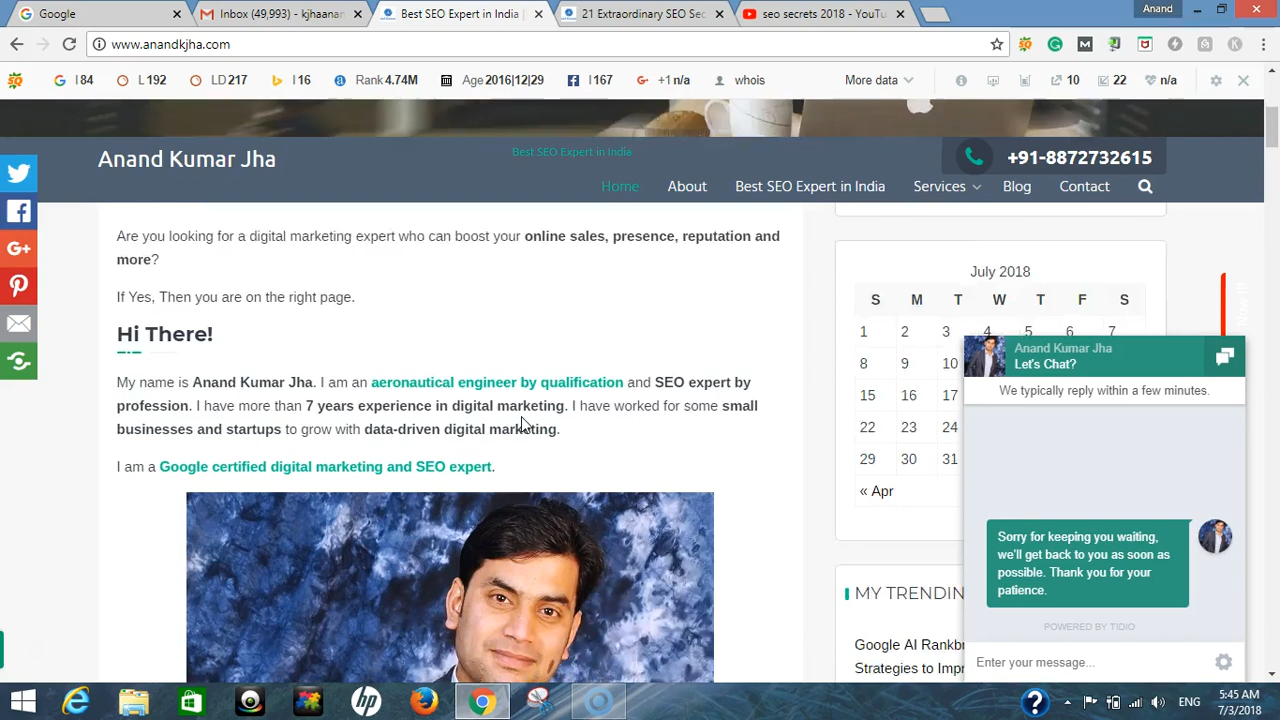 Anand
Google
Inbox (49,993) - kjhaanan
Best SEO Expert in India |
21 Extraordinary SEO Sec
seo secrets 2018 - YouTu
www.anandkjha.com
I 84
L 192
LD 217
I 16
Rank 4.74M
Age 2016|12|29
I 167
+1 n/a
whois
More data
10
22
n/a
Anand Kumar Jha
Best SEO Expert in India
+91-8872732615
Home
About
Best SEO Expert in India
Services
Blog
Contact
Are you looking for a digital marketing expert who can boost your online sales, presence, reputation and
more?
If Yes, Then you are on the right page.
Hi There!
My name is Anand Kumar Jha. I am an aeronautical engineer by qualification and SEO expert by
profession. I have more than 7 years experience in digital marketing. I have worked for some small
businesses and startups to grow with data-driven digital marketing.
I am a Google certified digital marketing and SEO expert.
July 2018
S M T W T F S
1 2 3 4 5 6 7
8 9 10
15 16 17
22 23 24
29 30 31
« Apr
MY TRENDIN
Google AI Rankbr
Strategies to Impr
Now !!!
Anand Kumar Jha
Let's Chat?
We typically reply within a few minutes.
Sorry for keeping you waiting,
we'll get back to you as soon as
possible. Thank you for your
patience.
POWERED BY TIDIO
Enter your message...
ENG
5:45 AM
7/3/2018